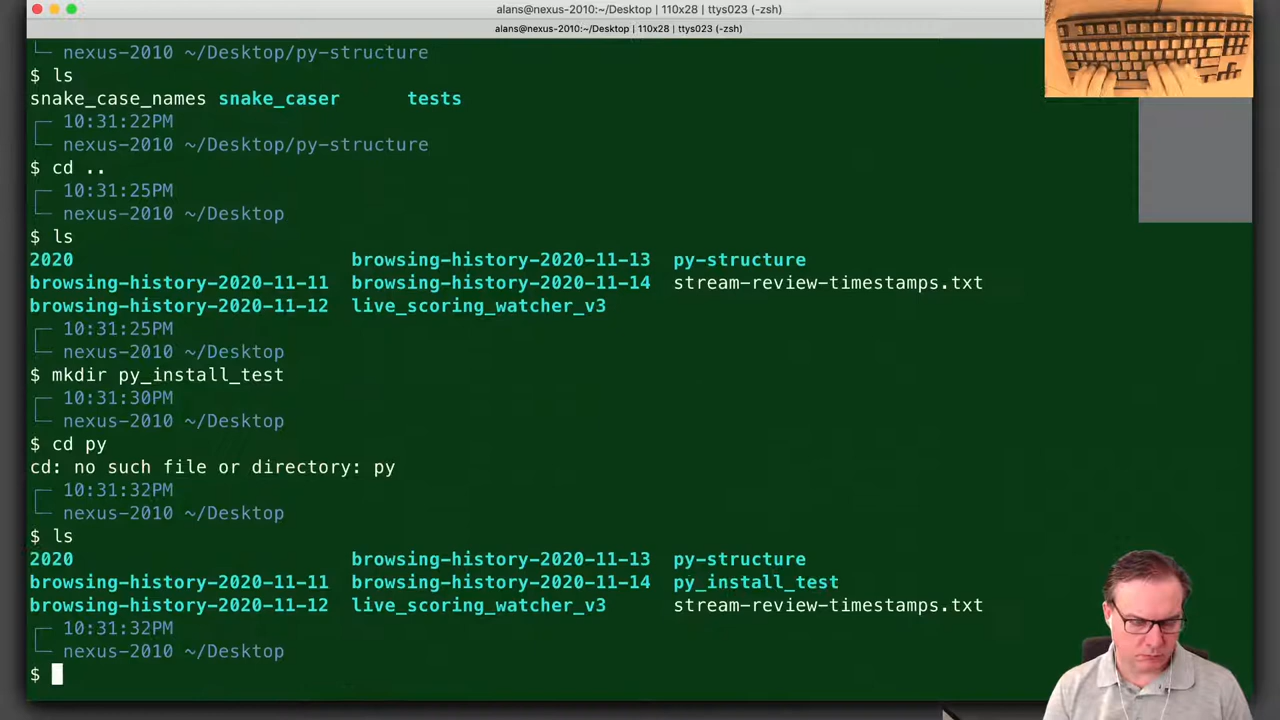 alans@nexus-2010:~/Desktop | 110x28 | ttys023 (-zsh)
alans@nexus-2010:~/Desktop | 110x28 | ttys023 (-zsh)
nexus-2010 ~/Desktop/py-structure
$ ls
snake_case_names snake_caser tests
10:31:22PM
nexus-2010 ~/Desktop/py-structure
$ cd ..
10:31:25PM
nexus-2010 ~/Desktop
$ ls
2020 browsing-history-2020-11-13 py-structure
browsing-history-2020-11-11 browsing-history-2020-11-14 stream-review-timestamps.txt
browsing-history-2020-11-12 live_scoring_watcher_v3
10:31:25PM
nexus-2010 ~/Desktop
$ mkdir py_install_test
10:31:30PM
nexus-2010 ~/Desktop
$ cd py
cd: no such file or directory: py
10:31:32PM
nexus-2010 ~/Desktop
$ ls
2020 browsing-history-2020-11-13 py-structure
browsing-history-2020-11-11 browsing-history-2020-11-14 py_install_test
browsing-history-2020-11-12 live_scoring_watcher_v3 stream-review-timestamps.txt
10:31:32PM
nexus-2010 ~/Desktop
$